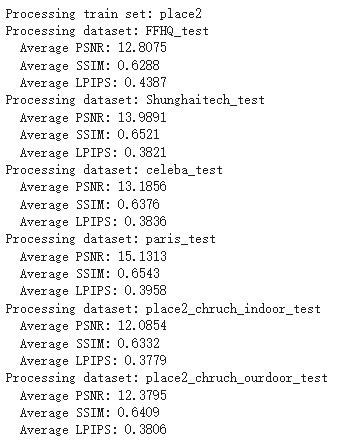 Processing train set: place2
Processing dataset: FFHQ_test
Average PSNR: 12.8075
Average SSIM: 0.6288
Average LPIPS: 0.4387
Processing dataset: Shunghaitech_test
Average PSNR: 13.9891
Average SSIM: 0.6521
Average LPIPS: 0.3821
Processing dataset: celeba_test
Average PSNR: 13.1856
Average SSIM: 0.6376
Average LPIPS: 0.3836
Processing dataset: paris_test
Average PSNR: 15.1313
Average SSIM: 0.6543
Average LPIPS: 0.3958
Processing dataset: place2_chruch_indoor_test
Average PSNR: 12.0854
Average SSIM: 0.6332
Average LPIPS: 0.3779
Processing dataset: place2_chruch_ourdoor_test
Average PSNR: 12.3795
Average SSIM: 0.6409
Average LPIPS: 0.3806